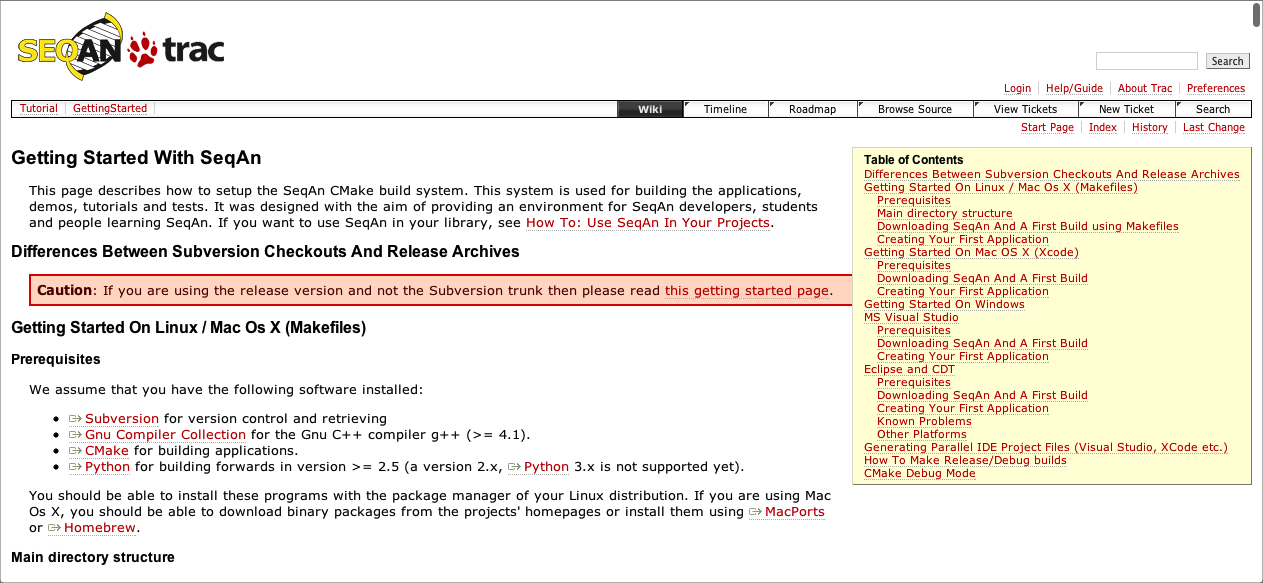 SEQAN trac
Search
Login Help/Guide About Trac Preferences
Tutorial GettingStarted Wiki Timeline Roadmap Browse Source View Tickets New Ticket Search
Start Page Index History Last Change
Getting Started With SeqAn
This page describes how to setup the SeqAn CMake build system. This system is used for building the applications,
demos, tutorials and tests. It was designed with the aim of providing an environment for SeqAn developers, students
and people learning SeqAn. If you want to use SeqAn in your library, see How To: Use SeqAn In Your Projects.
Differences Between Subversion Checkouts And Release Archives
Caution: If you are using the release version and not the Subversion trunk then please read this getting started page.
Getting Started On Linux / Mac Os X (Makefiles)
Prerequisites
We assume that you have the following software installed:
• Subversion for version control and retrieving
• Gnu Compiler Collection for the Gnu C++ compiler g++ (>= 4.1).
• CMake for building applications.
• Python for building forwards in version >= 2.5 (a version 2.x, Python 3.x is not supported yet).
You should be able to install these programs with the package manager of your Linux distribution. If you are using Mac
Os X, you should be able to download binary packages from the projects' homepages or install them using MacPorts
or Homebrew.
Main directory structure
Table of Contents
Differences Between Subversion Checkouts And Release Archives
Getting Started On Linux / Mac Os X (Makefiles)
Prerequisites
Main directory structure
Downloading SeqAn And A First Build using Makefiles
Creating Your First Application
Getting Started On Mac OS X (Xcode)
Prerequisites
Downloading SeqAn And A First Build
Creating Your First Application
Getting Started On Windows
MS Visual Studio
Prerequisites
Downloading SeqAn And A First Build
Creating Your First Application
Eclipse and CDT
Prerequisites
Downloading SeqAn And A First Build
Creating Your First Application
Known Problems
Other Platforms
Generating Parallel IDE Project Files (Visual Studio, XCode etc.)
How To Make Release/Debug builds
CMake Debug Mode